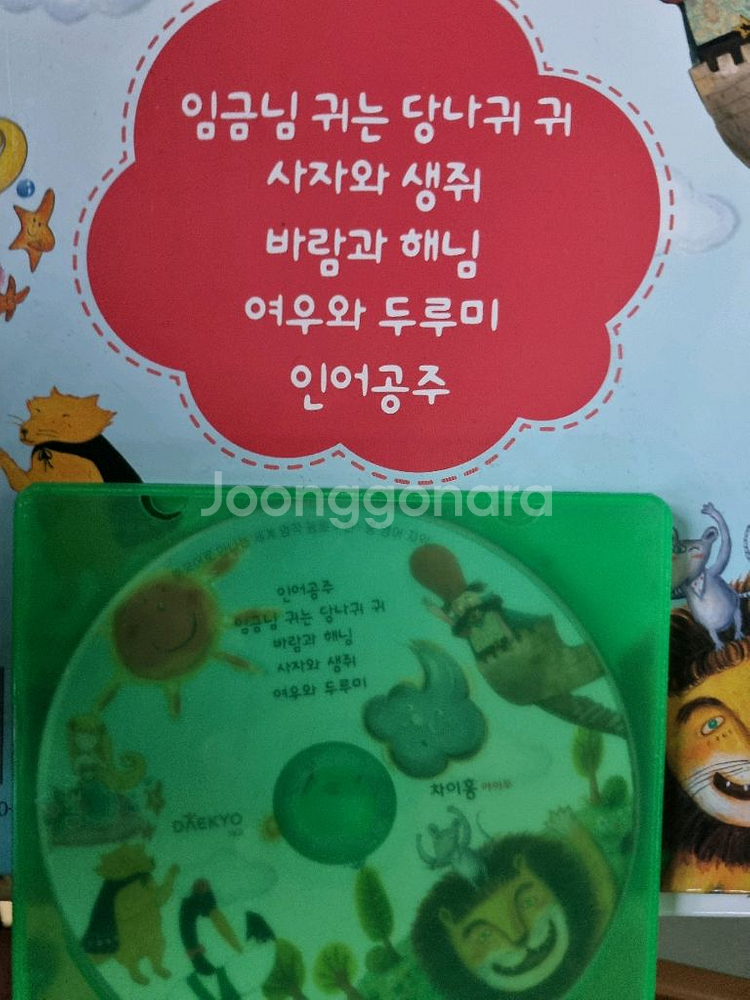 임금님 귀는 당나귀 귀
사자와 생쥐
바람과 해님
여우와 두루미
인어공주
Joonggonara
인어공주
임금님 귀는 당나귀 귀
바람과 해님
사자와 생쥐
여우와 두루미
차이홍
DAEKYO